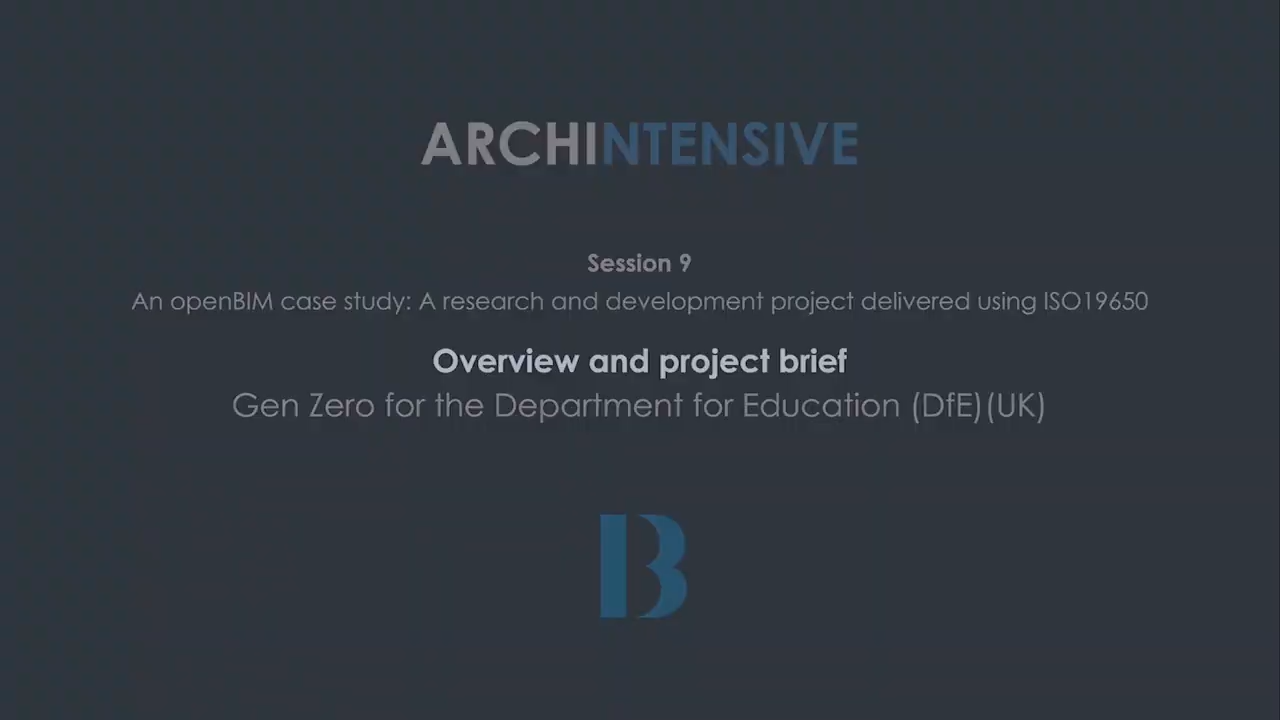 ARCHINTENSIVE
Session 9
An openBIM case study: A research and development project delivered using ISO19650
Overview and project brief
Gen Zero for the Department for Education (DfE)(UK)
B